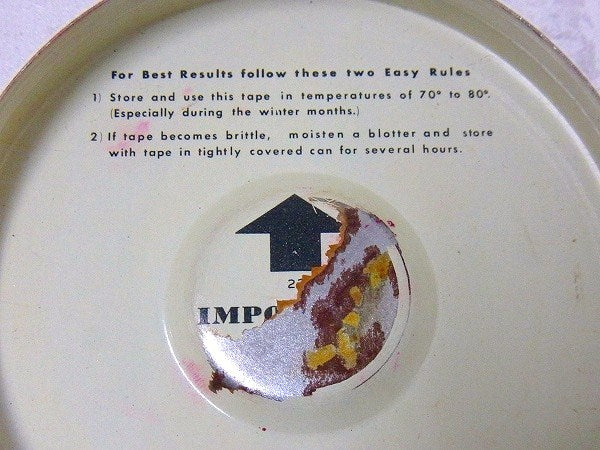 For Best Results follow these two Easy Rules
1) Store and use this tape in temperatures of 70° to 80°.
(Especially during the winter months.)
2) If tape becomes brittle, moisten a blotter and store
with tape in tightly covered can for several hours.
2
IMPO